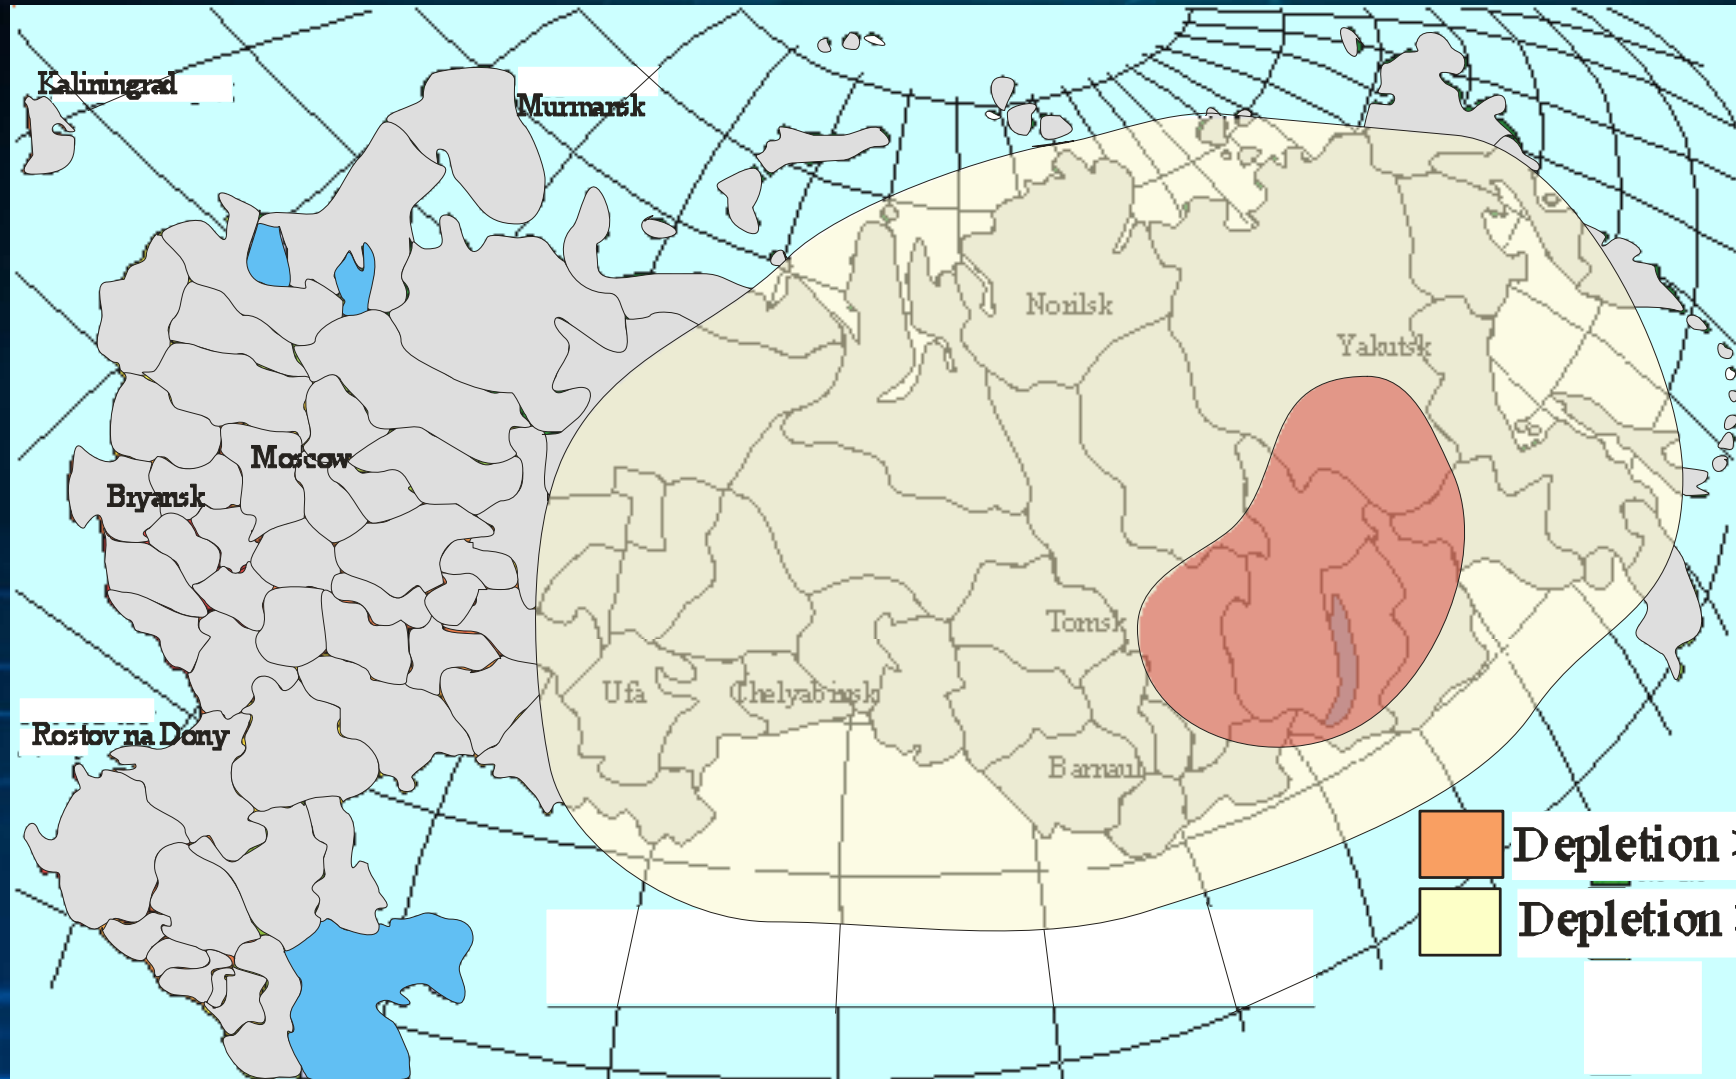 Kaliningrad
Murmansk
Norilsk
Yakutsk
Moscow
Bryansk
Tomsk
Ufa
Chelyabinsk
Rostov na Dony
Barnaul
Depletion >
Depletion